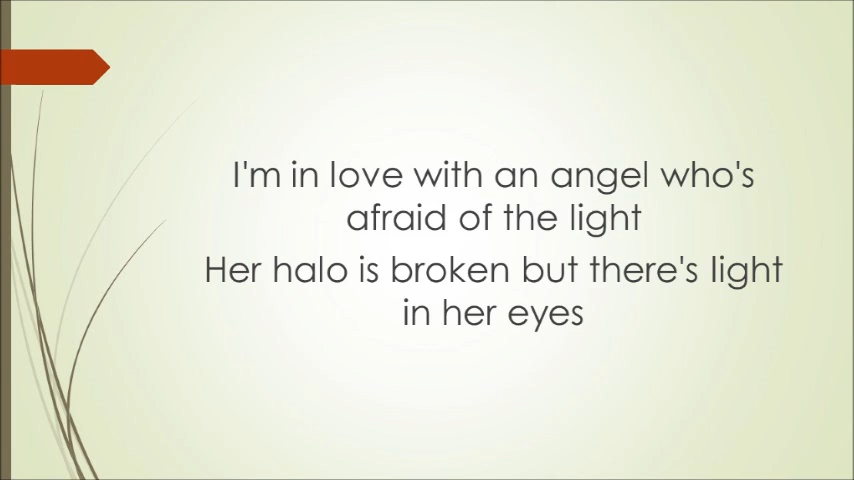 I'm in love with an angel who's
afraid of the light
Her halo is broken but there's light
in her eyes